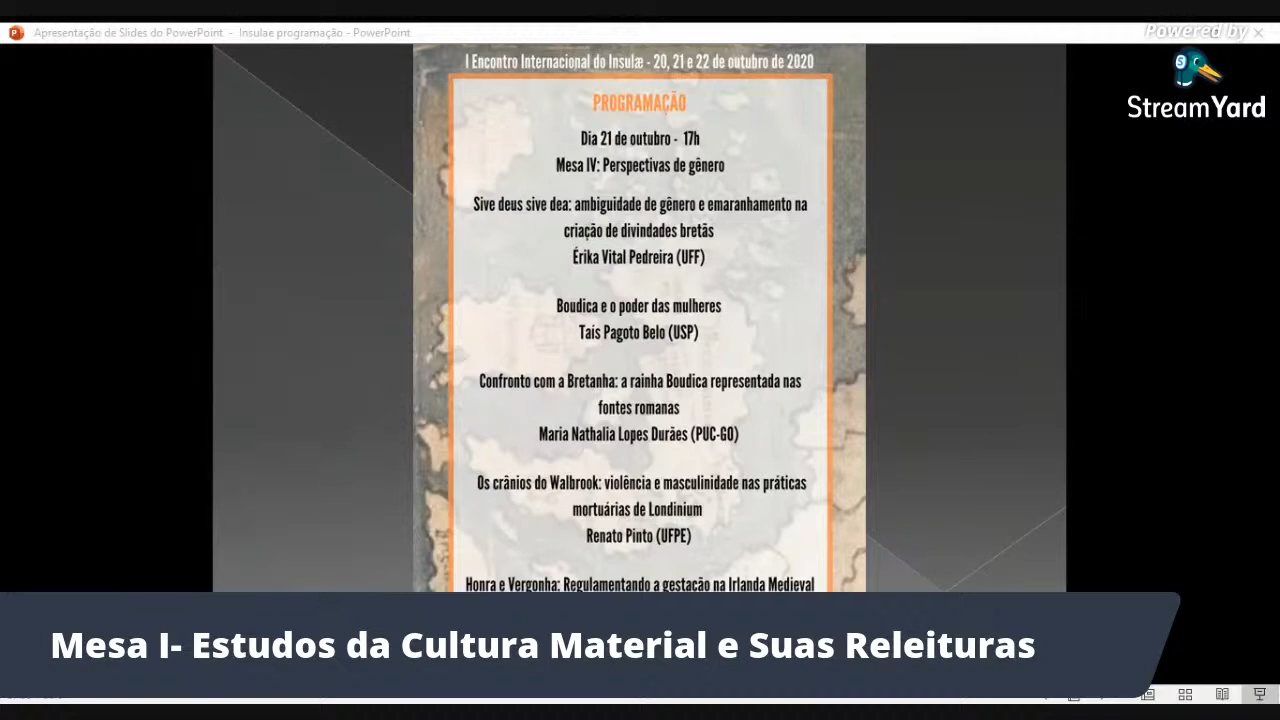 Apresentação de Slides do PowerPoint - Insulae programação - PowerPoint
Powered by
StreamYard
I Encontro Internacional do Insulæ - 20, 21 e 22 de outubro de 2020
PROGRAMAÇÃO
Dia 21 de outubro - 17h
Mesa IV: Perspectivas de gênero
Sive deus sive dea: ambiguidade de gênero e emaranhamento na
criação de divindades bretãs
Érika Vital Pedreira (UFF)
Boudica e o poder das mulheres
Tais Pagoto Belo (USP)
Confronto com a Bretanha: a rainha Boudica representada nas
fontes romanas
Maria Nathalia Lopes Durães (PUC-GO)
Os crânios do Walbrook: violência e masculinidade nas práticas
mortuárias de Londinium
Renato Pinto (UFPE)
Honra e Vergonha: Regulamentando a gestação na Irlanda Medieval
Mesa I- Estudos da Cultura Material e Suas Releituras